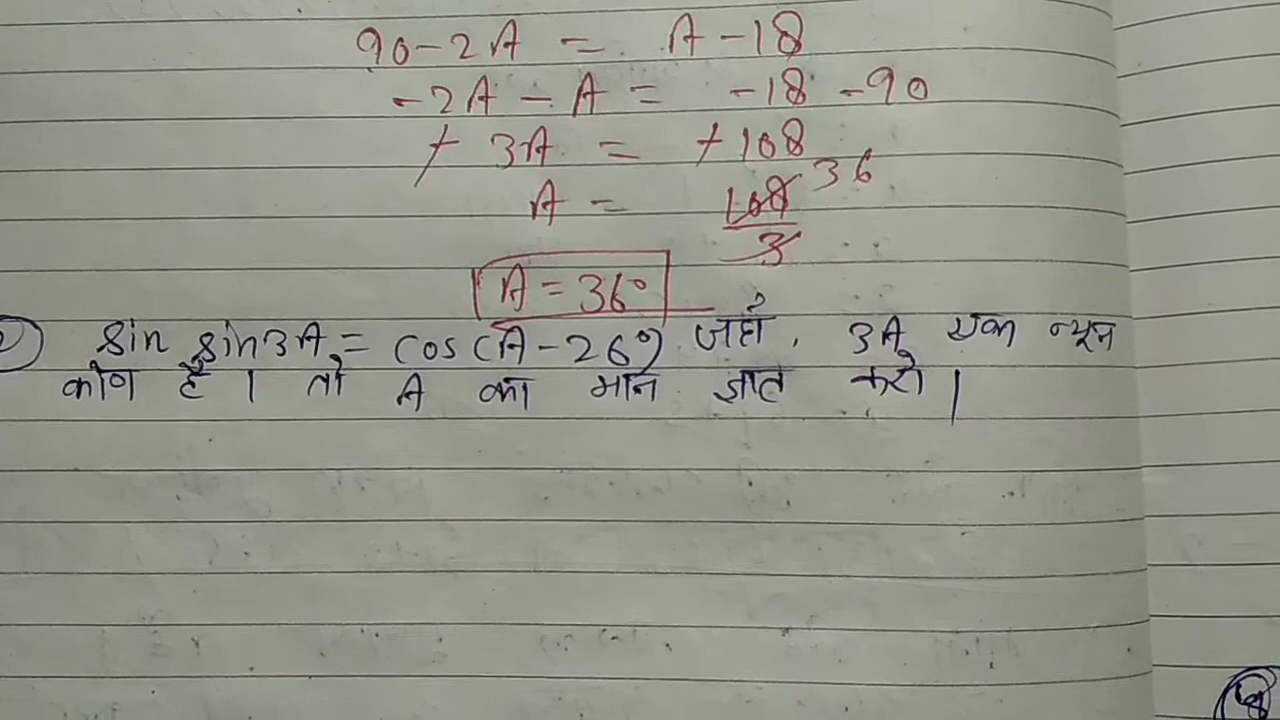 90-2A = A-18
-2A-A = -18-90
+ 3A = +108
A = 108/3 36
A = 36°
sin sin3A = cos(A-26°) जहाँ, 3A एक न्यून
कोण है । तो A का मान ज्ञात करो ।